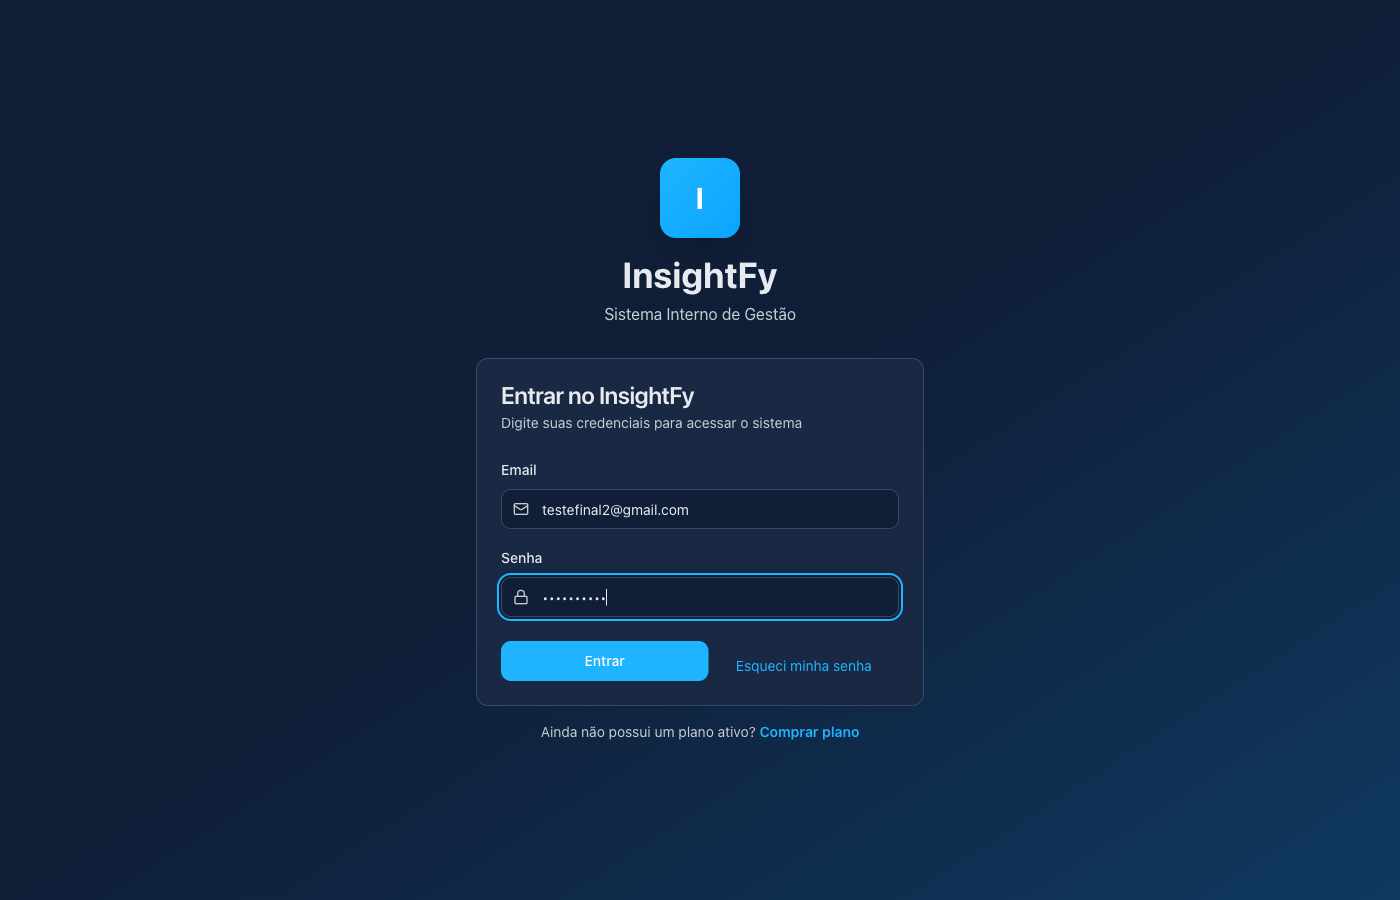 I
InsightFy
Sistema Interno de Gestão
Entrar no InsightFy
Digite suas credenciais para acessar o sistema
Email
testefinal2@gmail.com
Senha
••••••••••
Entrar
Esqueci minha senha
Ainda não possui um plano ativo? Comprar plano